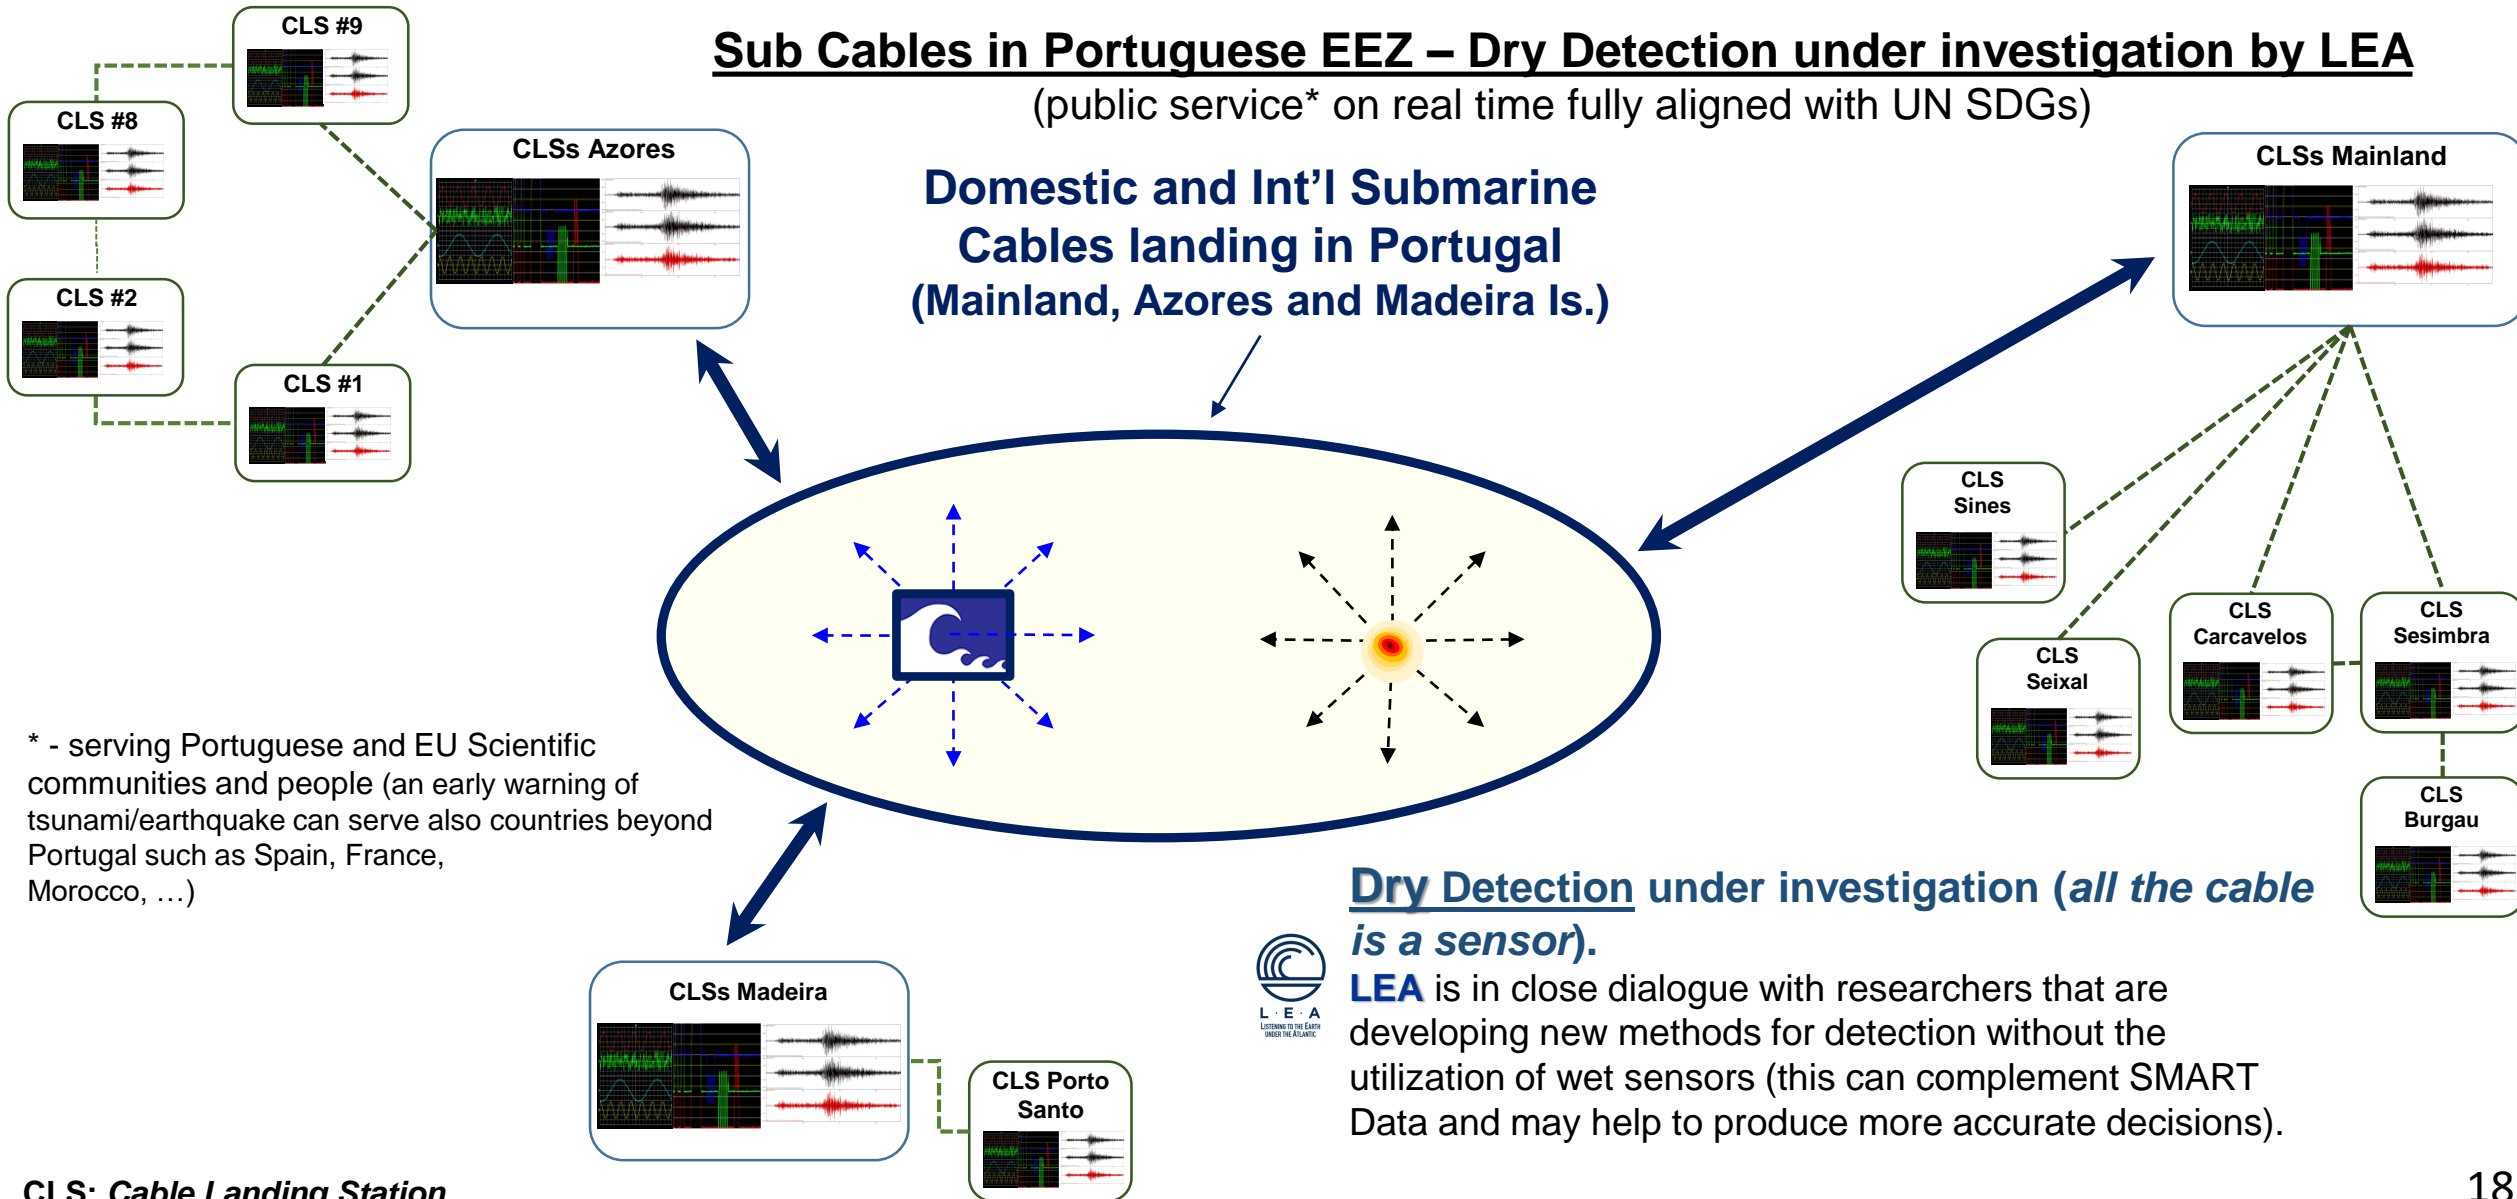 Sub Cables in Portuguese EEZ – Dry Detection under investigation by LEA
(public service* on real time fully aligned with UN SDGs)
CLS #9
CLS #8
CLS #2
CLS #1
CLSs Azores
Domestic and Int'l Submarine
Cables landing in Portugal
(Mainland, Azores and Madeira Is.)
CLSs Mainland
CLS
Sines
CLS
Seixal
CLS
Carcavelos
CLS
Sesimbra
CLS
Burgau
* - serving Portuguese and EU Scientific
communities and people (an early warning of
tsunami/earthquake can serve also countries beyond
Portugal such as Spain, France,
Morocco, …)
CLSs Madeira
CLS Porto
Santo
Dry Detection under investigation (all the cable
is a sensor).
L · E · A
LISTENING TO THE EARTH
UNDER THE ATLANTIC
LEA is in close dialogue with researchers that are
developing new methods for detection without the
utilization of wet sensors (this can complement SMART
Data and may help to produce more accurate decisions).
CLS: Cable Landing Station
18